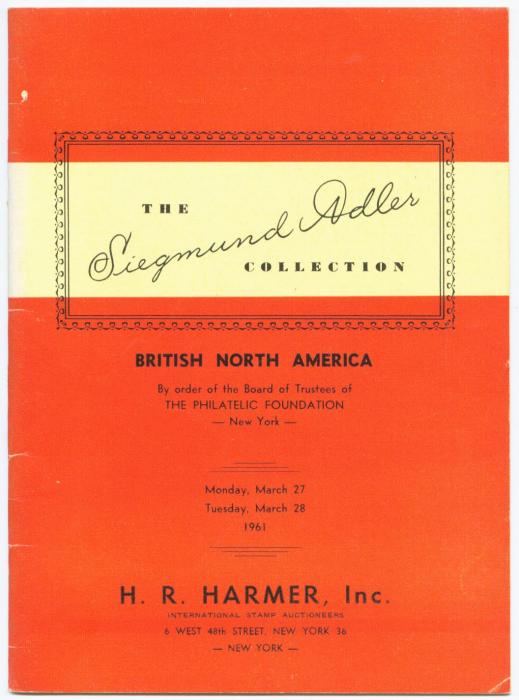 THE
Siegmund Adler
COLLECTION
BRITISH NORTH AMERICA
By order of the Board of Trustees of
THE PHILATELIC FOUNDATION
— New York —
Monday, March 27
Tuesday, March 28
1961
H. R. HARMER, Inc.
INTERNATIONAL STAMP AUCTIONEERS
6 WEST 48th STREET, NEW YORK 36
— NEW YORK —